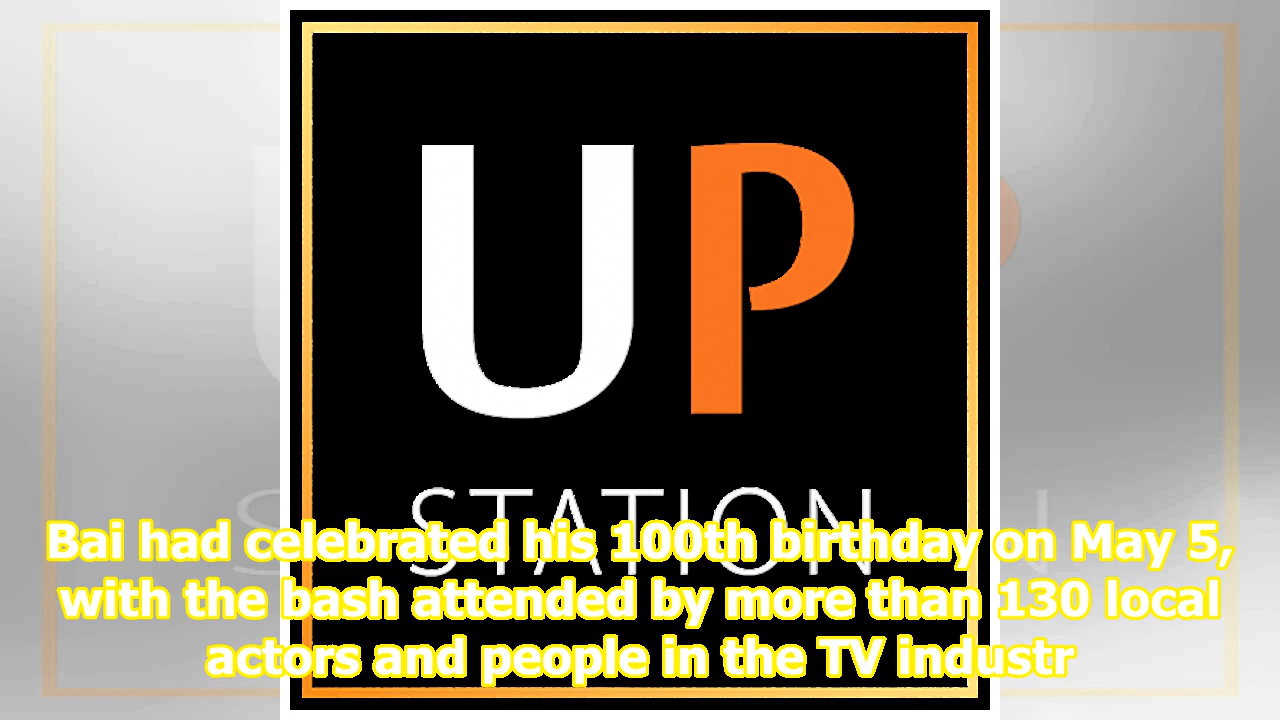 UP
STATION
Bai had celebrated his 100th birthday on May 5,
with the bash attended by more than 130 local
actors and people in the TV industr